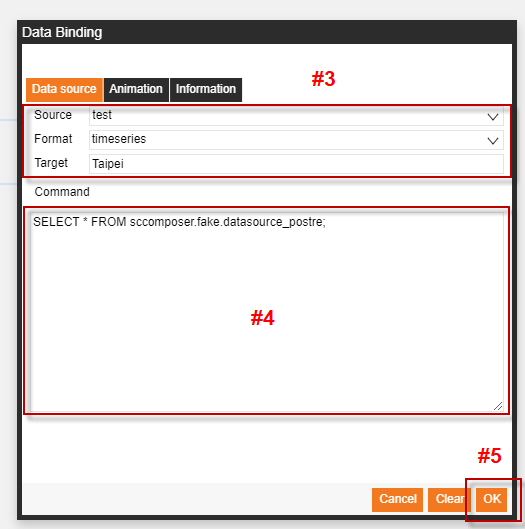 Data Binding
#3
Data source Animation Information
Source test
Format timeseries
Target Taipei
Command
SELECT * FROM sccomposer.fake.datasource_postre;
#4
#5
Cancel Clear OK